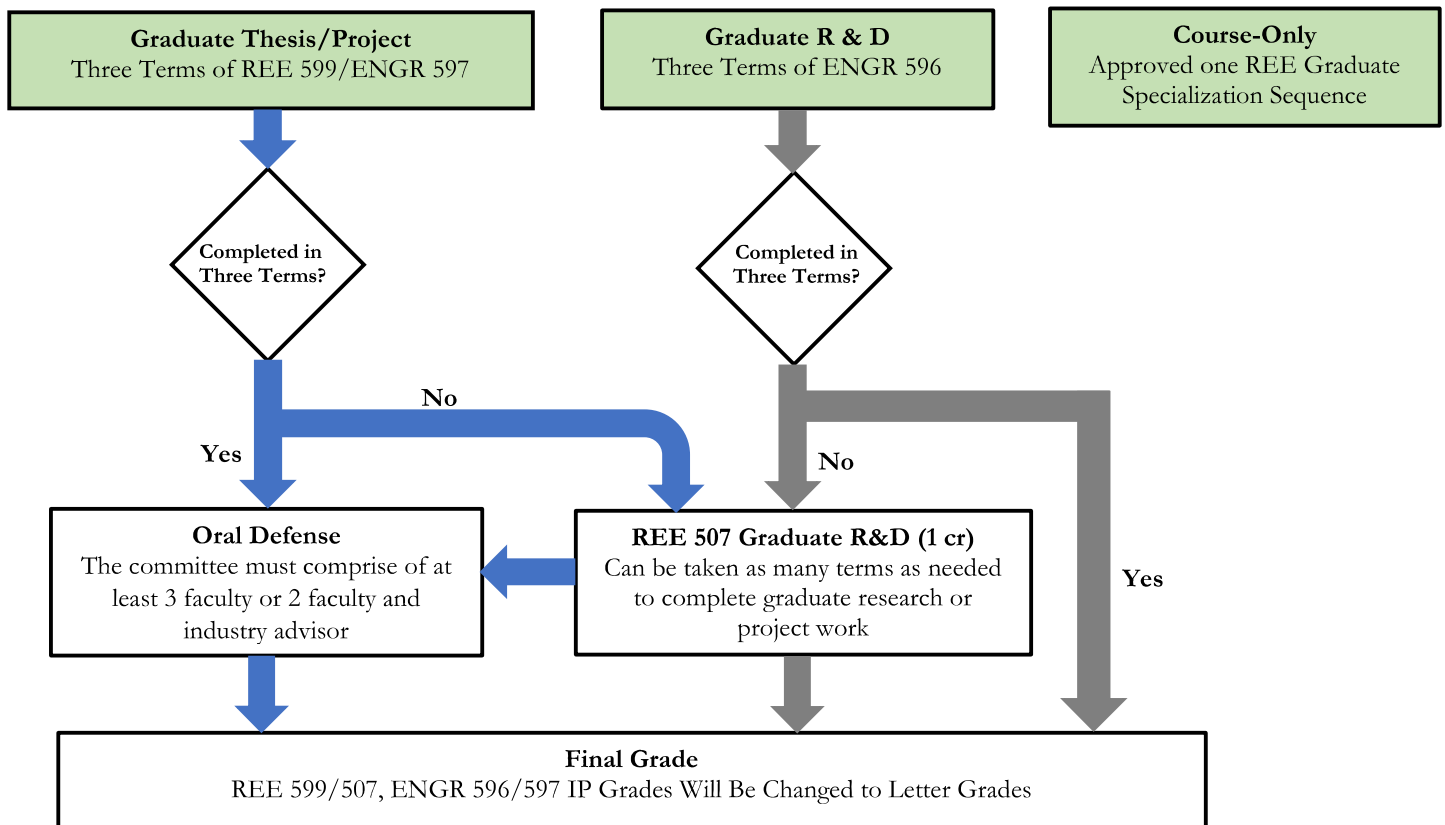 Graduate Thesis/Project
Three Terms of REE 599/ENGR 597
Graduate R & D
Three Terms of ENGR 596
Course-Only
Approved one REE Graduate
Specialization Sequence
Completed in
Three Terms?
Completed in
Three Terms?
No
Yes
No
Yes
Oral Defense
The committee must comprise of at
least 3 faculty or 2 faculty and
industry advisor
REE 507 Graduate R&D (1 cr)
Can be taken as many terms as needed
to complete graduate research or
project work
Final Grade
REE 599/507, ENGR 596/597 IP Grades Will Be Changed to Letter Grades